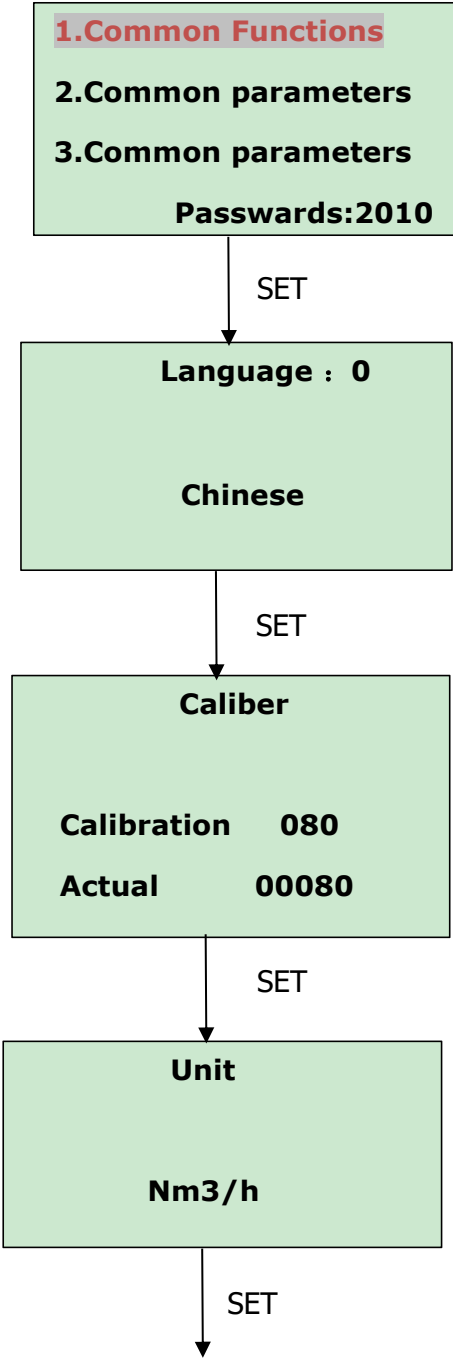 1.Common Functions
2.Common parameters
3.Common parameters
Passwards:2010
SET
Language：0
Chinese
SET
Caliber
Calibration 080
Actual 00080
SET
Unit
Nm3/h
SET